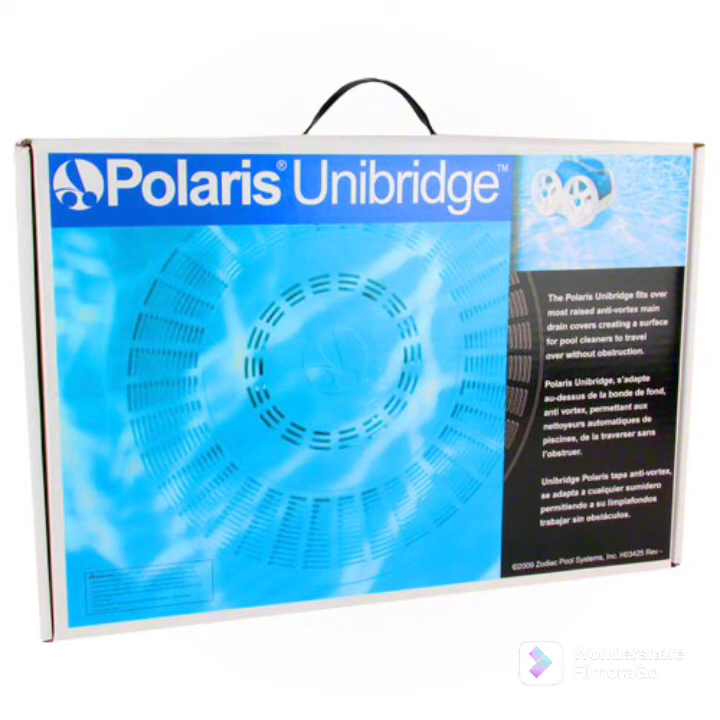 Polaris® Unibridge™
The Polaris Unibridge fits over
most raised anti-vortex main
drain covers creating a surface
for pool cleaners to travel
over without obstruction.
Polaris Unibridge, s'adapte
au-dessus de la bonde de fond,
anti vortex, permettant aux
nettoyeurs automatiques de
piscines, de la traverser sans
l'obstruer.
Unibridge Polaris tapa anti-vortex,
se adapta a cualquier sumidero
permitiendo a su limpiafondos
trabajar sin obstáculos.
©2009 Zodiac Pool Systems, Inc. H03425 Rev -
Wondershare
FilmoraGo